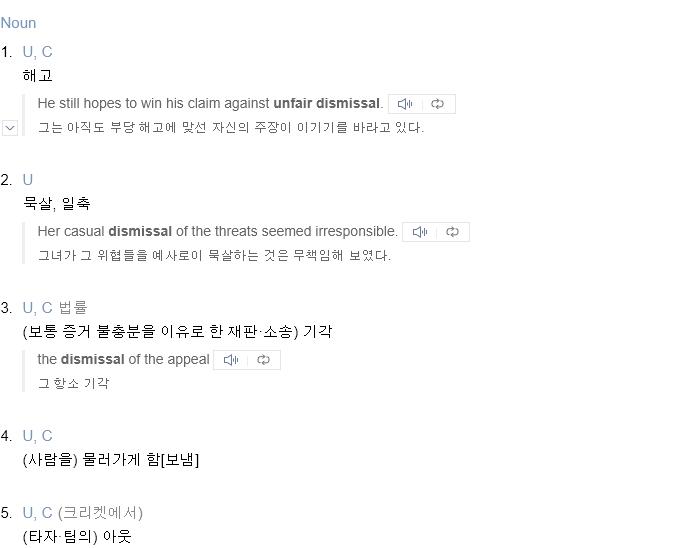 Noun
1. U, C
해고
He still hopes to win his claim against unfair dismissal.
그는 아직도 부당 해고에 맞선 자신의 주장이 이기기를 바라고 있다.
2. U
묵살, 일축
Her casual dismissal of the threats seemed irresponsible.
그녀가 그 위협들을 예사로이 묵살하는 것은 무책임해 보였다.
3. U, C 법률
(보통 증거 불충분을 이유로 한 재판·소송) 기각
the dismissal of the appeal
그 항소 기각
4. U, C
(사람을) 물러가게 함[보냄]
5. U, C (크리켓에서)
(타자·팀의) 아웃